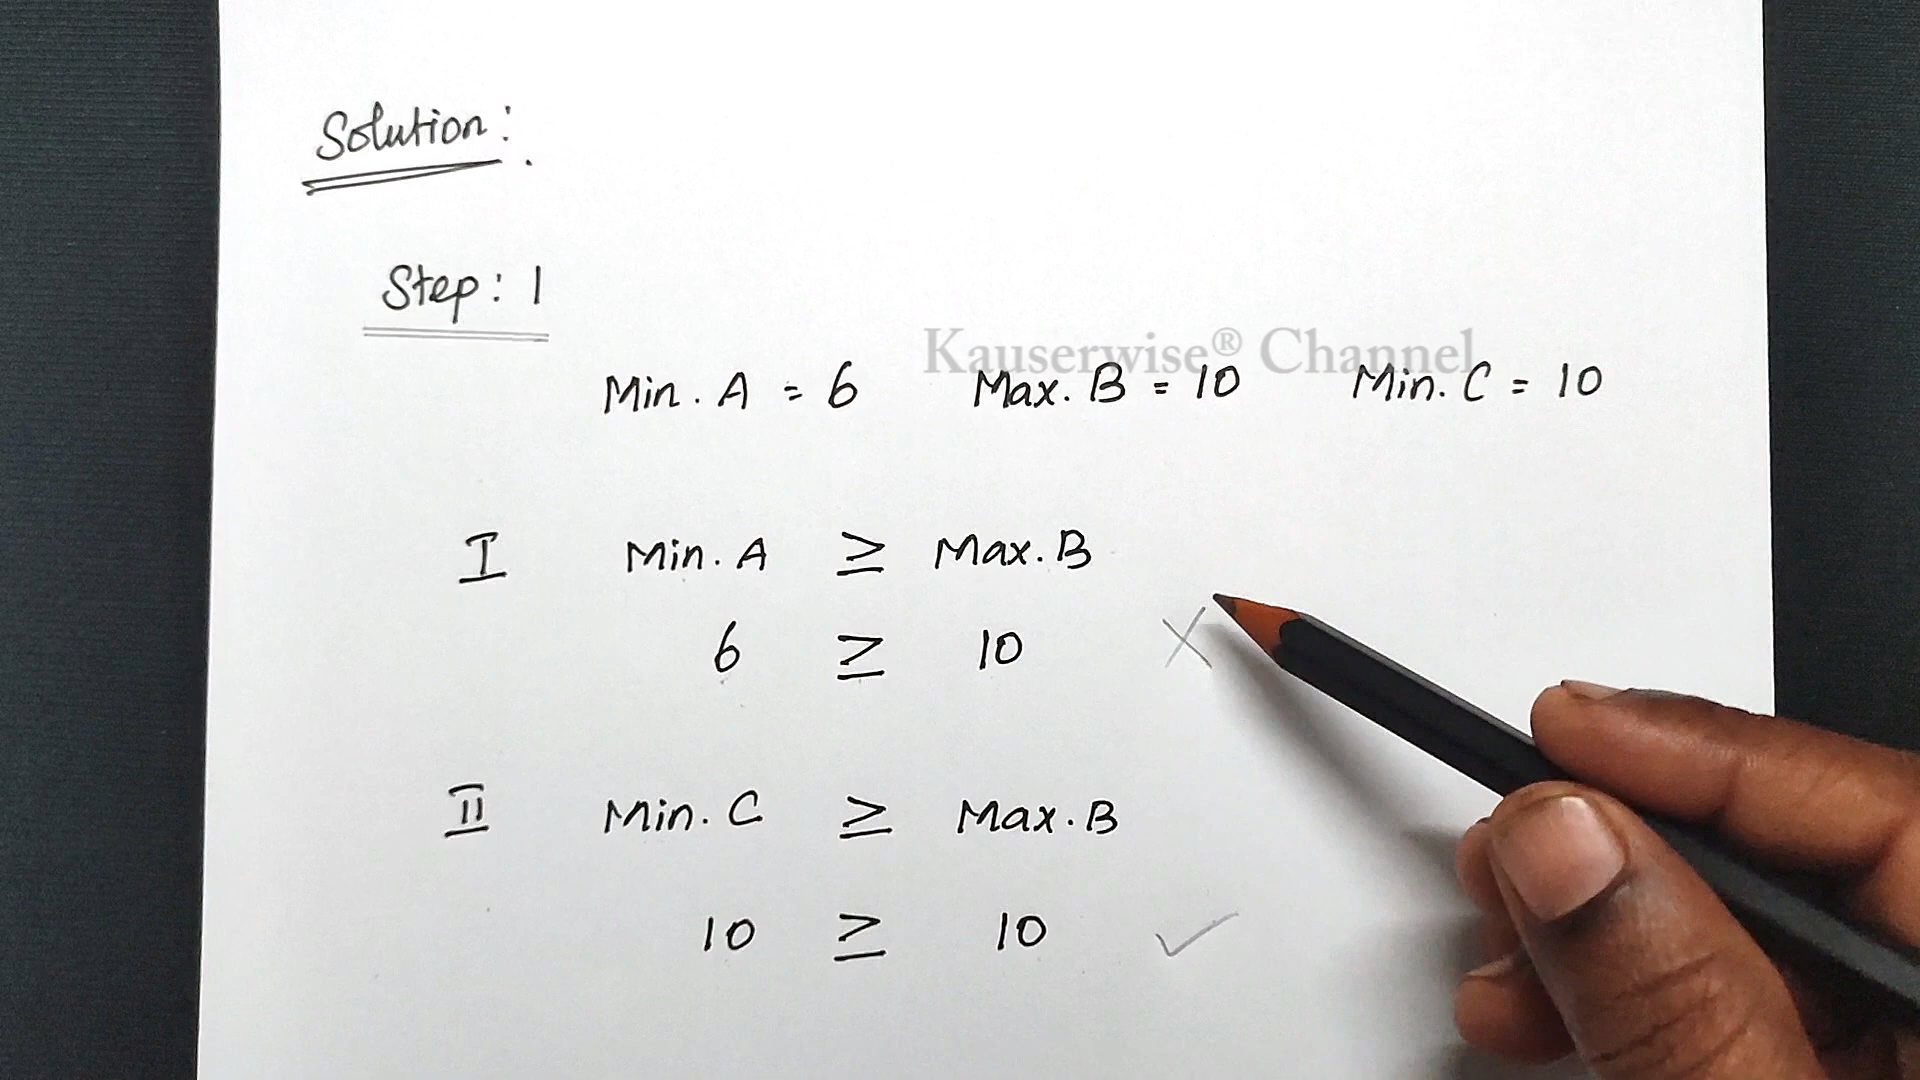 Solution:
Step: 1
Kauserwise® Channel
Min. A = 6 Max. B = 10 Min. C = 10
I Min. A ≥ Max. B
6 ≥ 10 X
II Min. C ≥ Max. B
10 ≥ 10 ✓